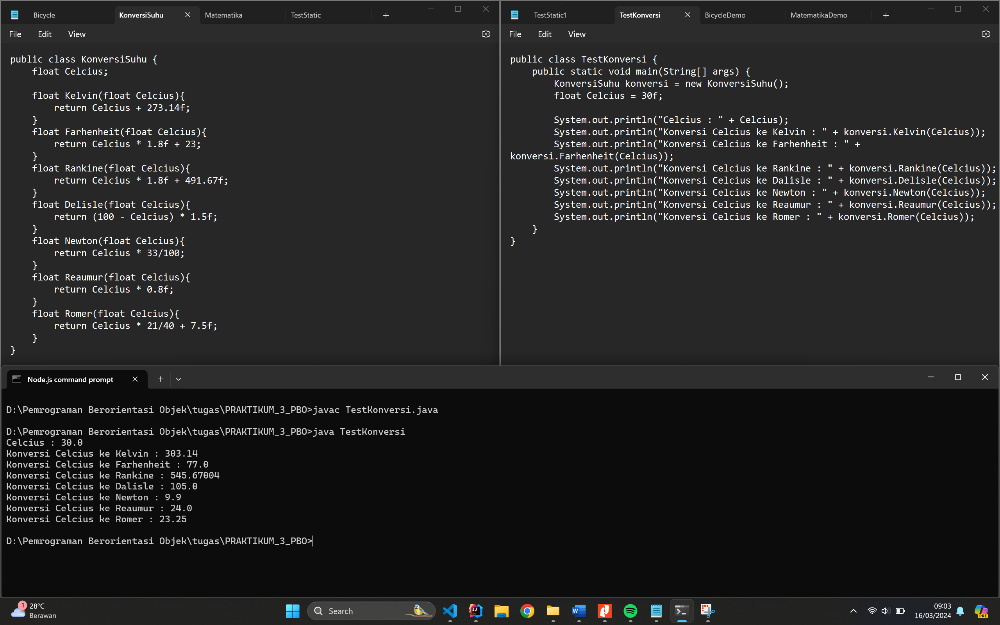 Bicycle
KonversiSuhu
Matematika
TestStatic
File Edit View
public class KonversiSuhu {
    float Celcius;
    float Kelvin(float Celcius){
        return Celcius + 273.14f;
    }
    float Farhenheit(float Celcius){
        return Celcius * 1.8f + 23;
    }
    float Rankine(float Celcius){
        return Celcius * 1.8f + 491.67f;
    }
    float Delisle(float Celcius){
        return (100 - Celcius) * 1.5f;
    }
    float Newton(float Celcius){
        return Celcius * 33/100;
    }
    float Reaumur(float Celcius){
        return Celcius * 0.8f;
    }
    float Romer(float Celcius){
        return Celcius * 21/40 + 7.5f;
    }
}
TestStatic1
TestKonversi
BicycleDemo
MatematikaDemo
File Edit View
public class TestKonversi {
    public static void main(String[] args) {
        KonversiSuhu konversi = new KonversiSuhu();
        float Celcius = 30f;
        System.out.println("Celcius : " + Celcius);
        System.out.println("Konversi Celcius ke Kelvin : " + konversi.Kelvin(Celcius));
        System.out.println("Konversi Celcius ke Farhenheit : " +
konversi.Farhenheit(Celcius));
        System.out.println("Konversi Celcius ke Rankine : " + konversi.Rankine(Celcius));
        System.out.println("Konversi Celcius ke Dalisle : " + konversi.Delisle(Celcius));
        System.out.println("Konversi Celcius ke Newton : " + konversi.Newton(Celcius));
        System.out.println("Konversi Celcius ke Reaumur : " + konversi.Reaumur(Celcius));
        System.out.println("Konversi Celcius ke Romer : " + konversi.Romer(Celcius));
    }
}
Node.js command prompt
D:\Pemrograman Berorientasi Objek\tugas\PRAKTIKUM_3_PBO>javac TestKonversi.java
D:\Pemrograman Berorientasi Objek\tugas\PRAKTIKUM_3_PBO>java TestKonversi
Celcius : 30.0
Konversi Celcius ke Kelvin : 303.14
Konversi Celcius ke Farhenheit : 77.0
Konversi Celcius ke Rankine : 545.67004
Konversi Celcius ke Dalisle : 105.0
Konversi Celcius ke Newton : 9.9
Konversi Celcius ke Reaumur : 24.0
Konversi Celcius ke Romer : 23.25
D:\Pemrograman Berorientasi Objek\tugas\PRAKTIKUM_3_PBO>
1
28°C
Berawan
Search
IJ
W
09:03
16/03/2024
PRE